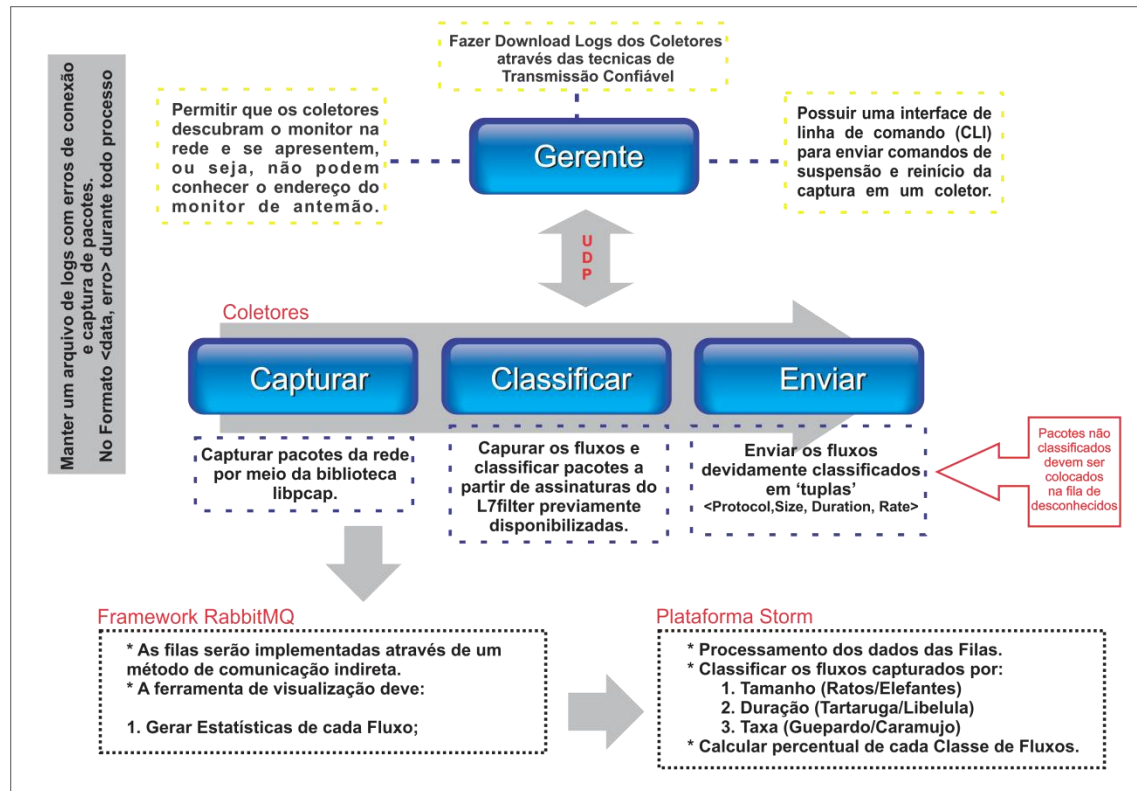 Fazer Download Logs dos Coletores
através das tecnicas de
Transmissão Confiável
Permitir que os coletores
descubram o monitor na
rede e se apresentem,
ou seja, não podem
conhecer o endereço do
monitor de antemão.
Gerente
Possuir uma interface de
linha de comando (CLI)
para enviar comandos de
suspensão e reinício da
captura em um coletor.
Manter um arquivo de logs com erros de conexão
e captura de pacotes.
No Formato <data, erro> durante todo processo
UDP
Coletores
Capturar
Classificar
Enviar
Capturar pacotes da rede
por meio da biblioteca
libpcap.
Capurar os fluxos e
classificar pacotes a
partir de assinaturas do
L7filter previamente
disponibilizadas.
Enviar os fluxos
devidamente classificados
em ‘tuplas’
<Protocol,Size, Duration, Rate>
Pacotes não
classificados
devem ser
colocados
na fila de
desconhecidos
Framework RabbitMQ
* As filas serão implementadas através de um
método de comunicação indireta.
* A ferramenta de visualização deve:
1. Gerar Estatísticas de cada Fluxo;
Plataforma Storm
* Processamento dos dados das Filas.
* Classificar os fluxos capturados por:
1. Tamanho (Ratos/Elefantes)
2. Duração (Tartaruga/Libelula)
3. Taxa (Guepardo/Caramujo)
* Calcular percentual de cada Classe de Fluxos.